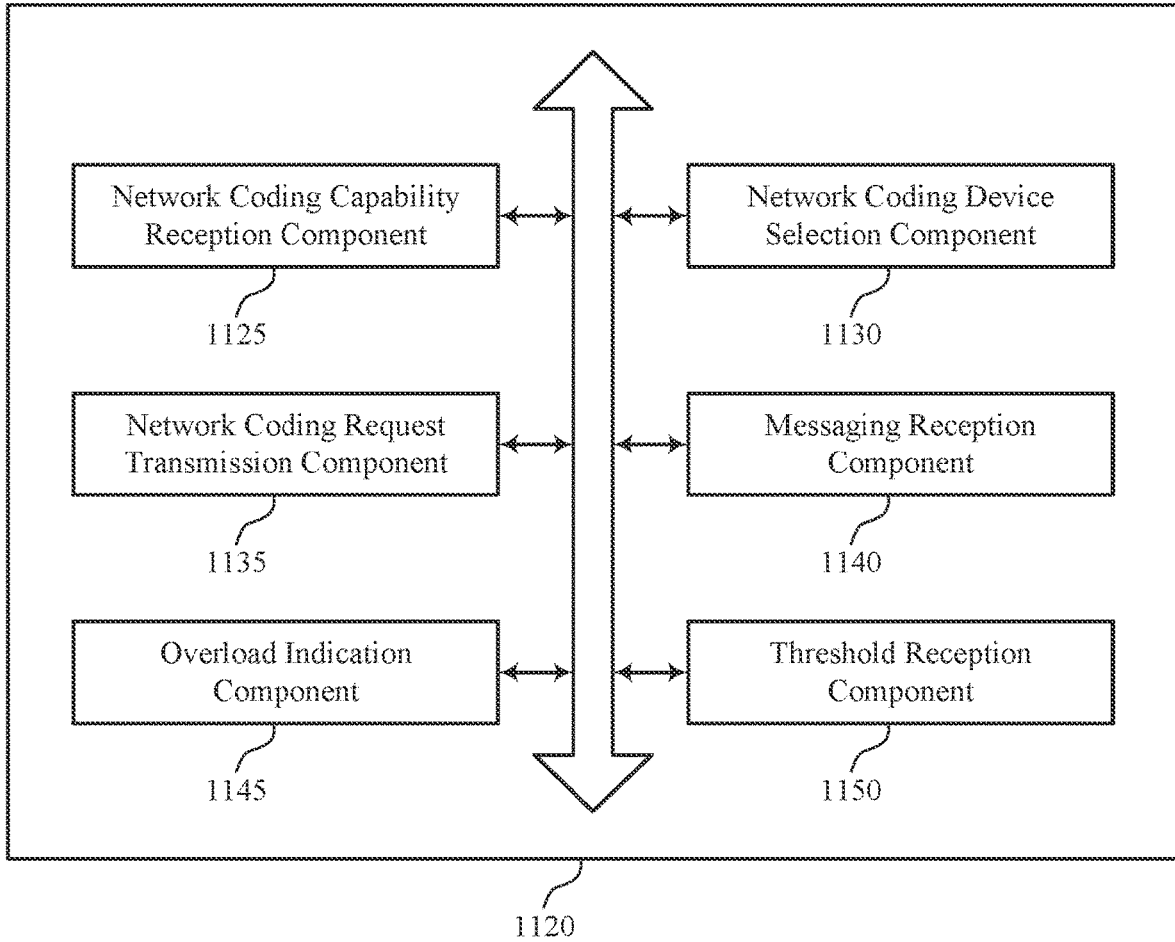 Network Coding Capability
Reception Component
1125
Network Coding Device
Selection Component
1130
Network Coding Request
Transmission Component
1135
Messaging Reception
Component
1140
Overload Indication
Component
1145
Threshold Reception
Component
1150
1120